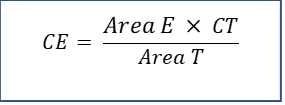 CE = Area E × CT / Area T